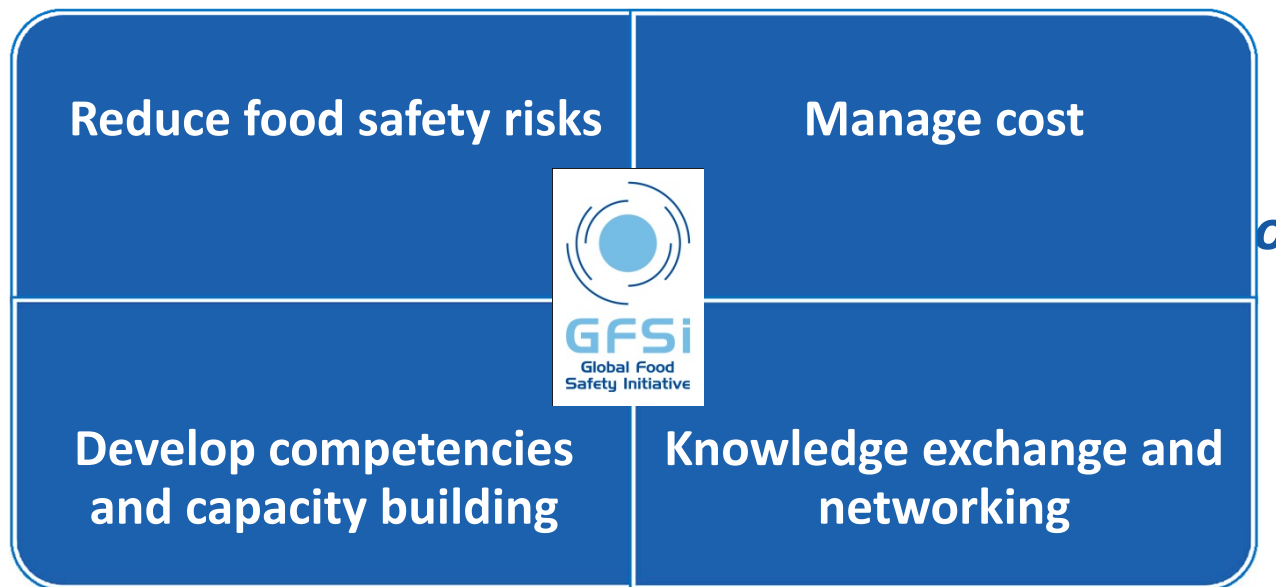 Reduce food safety risks
Manage cost
GFSi
Global Food
Safety Initiative
Develop competencies
and capacity building
Knowledge exchange and
networking